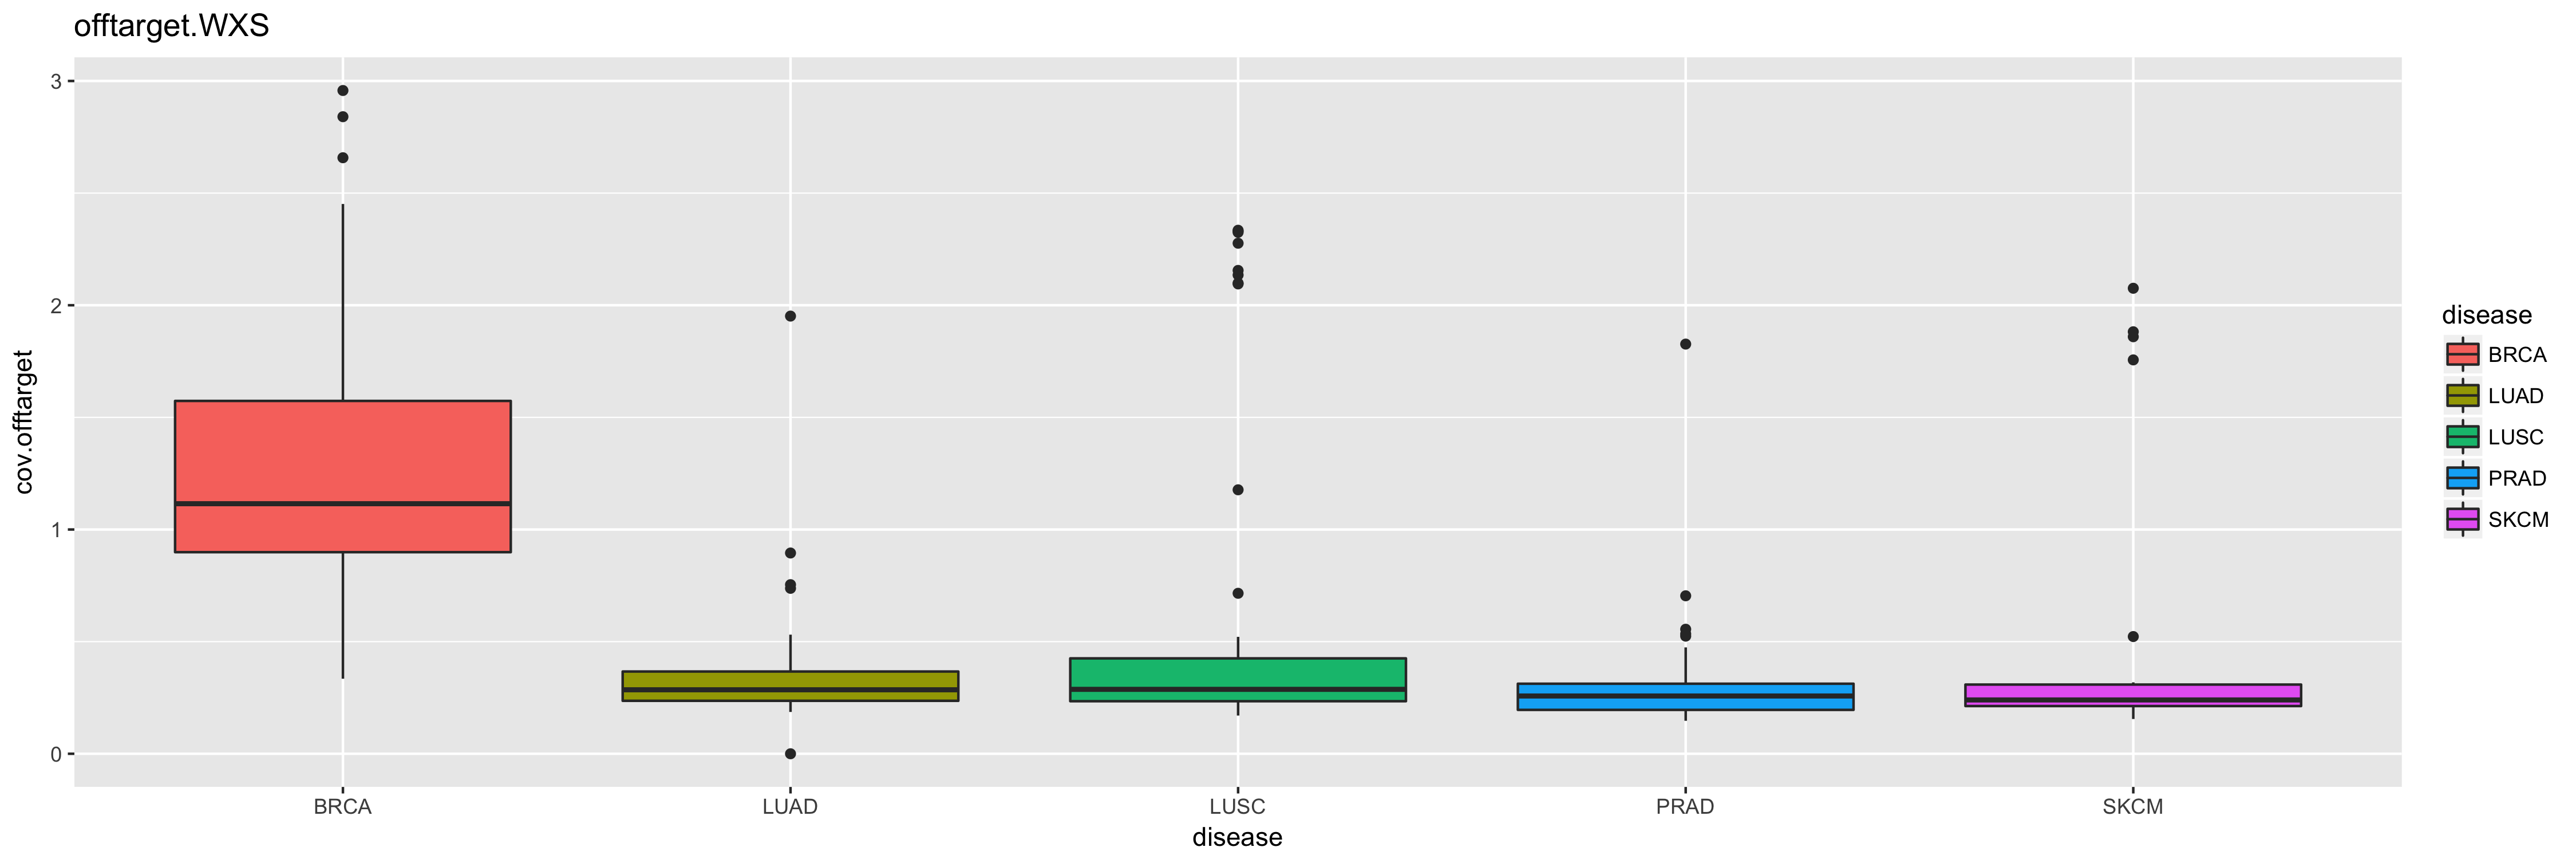 offtarget.WXS
3
2
1
0
cov.offtarget
BRCA
LUAD
LUSC
PRAD
SKCM
disease
disease
BRCA
LUAD
LUSC
PRAD
SKCM